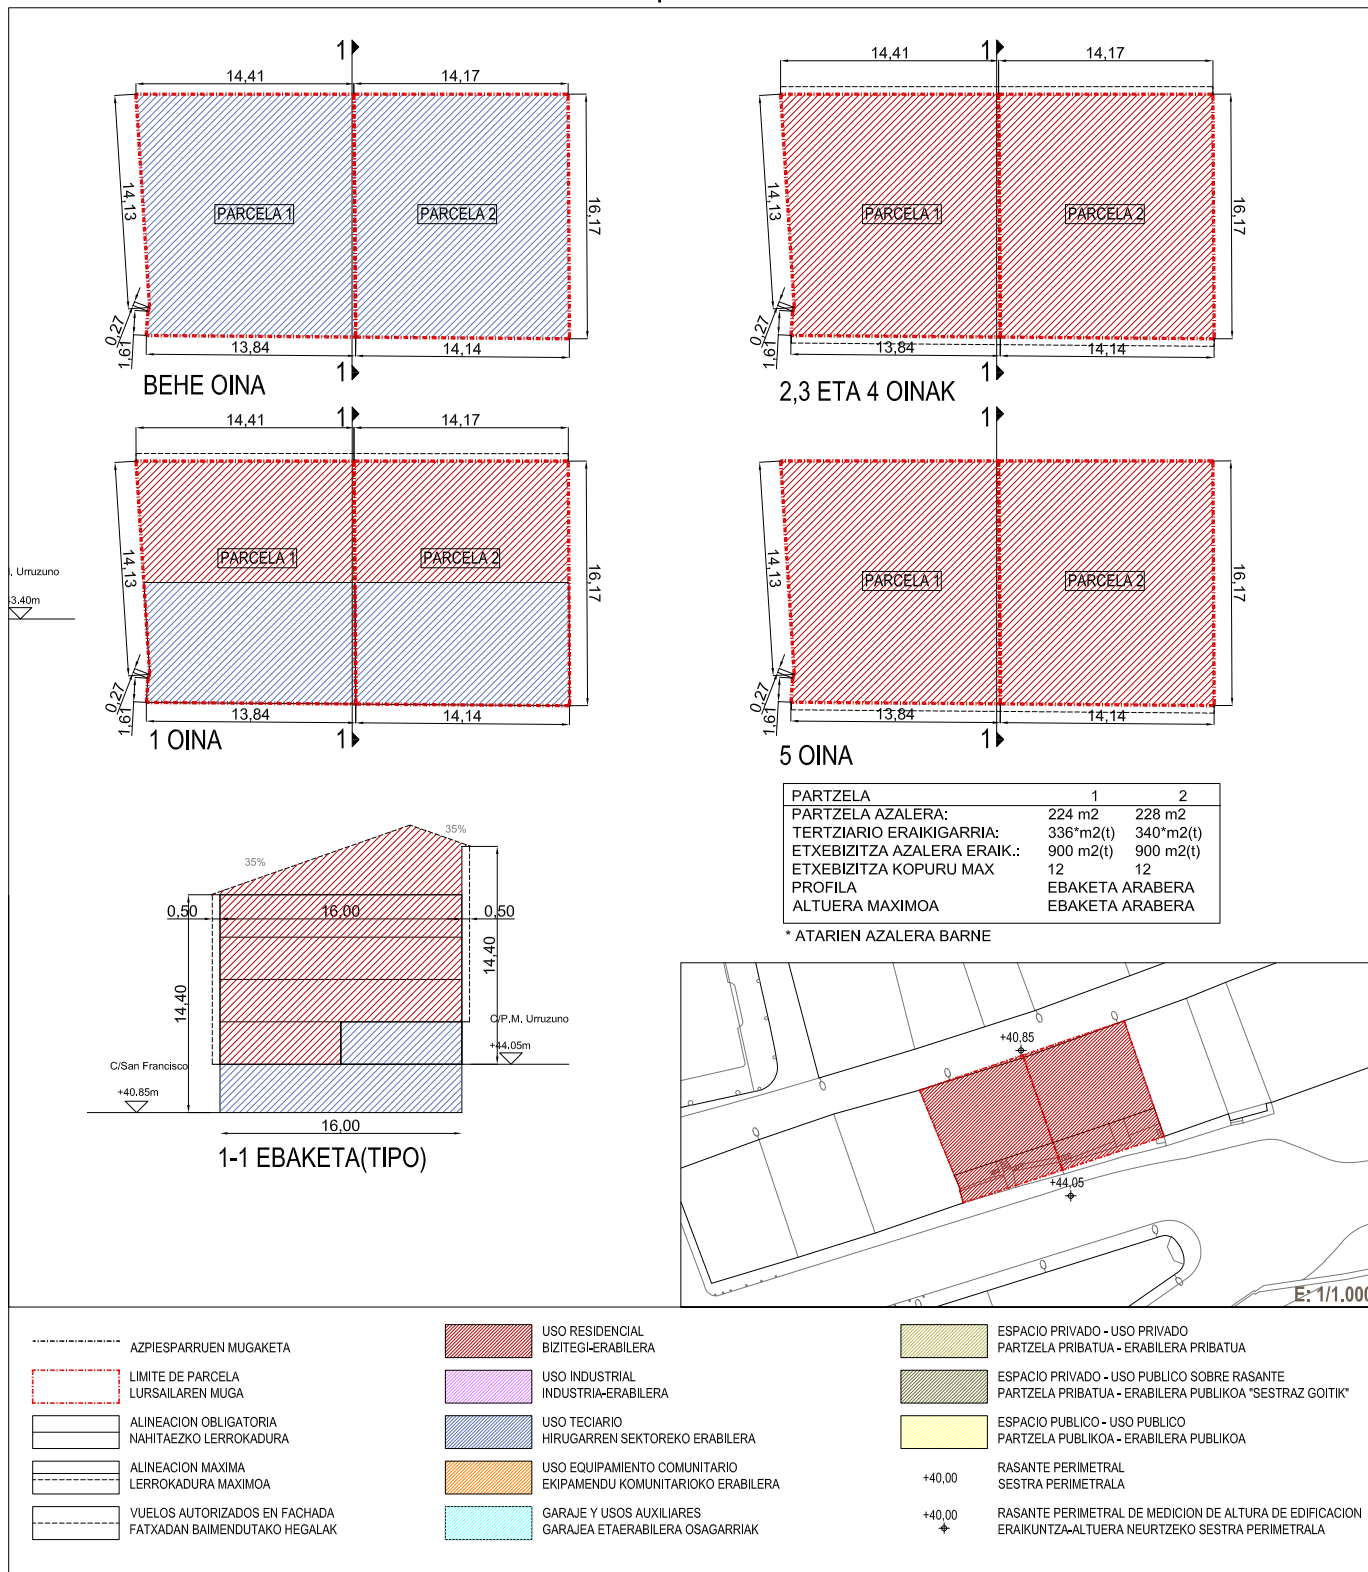 1
14,41
14,17
14,13
16,17
PARCELA 1
PARCELA 2
0,27
1,61
13,84
14,14
1
BEHE OINA
1
14,41
14,17
14,13
16,17
PARCELA 1
PARCELA 2
0,27
1,61
13,84
14,14
1
2,3 ETA 4 OINAK
1
14,41
14,17
14,13
16,17
PARCELA 1
PARCELA 2
0,27
1,61
13,84
14,14
1
1 OINA
. Urruzuno
3.40m
1
14,13
16,17
PARCELA 1
PARCELA 2
0,27
1,61
13,84
14,14
1
5 OINA
PARTZELA 1 2
PARTZELA AZALERA: 224 m2 228 m2
TERTZIARIO ERAIKIGARRIA: 336*m2(t) 340*m2(t)
ETXEBIZITZA AZALERA ERAIK.: 900 m2(t) 900 m2(t)
ETXEBIZITZA KOPURU MAX 12 12
PROFILA EBAKETA ARABERA
ALTUERA MAXIMOA EBAKETA ARABERA
* ATARIEN AZALERA BARNE
35%
35%
0,50
16,00
0,50
14,40
14,40
C/P.M. Urruzuno
+44.05m
C/San Francisco
+40.85m
16,00
1-1 EBAKETA(TIPO)
+40,85
+44,05
E: 1/1.000
AZPIESPARRUEN MUGAKETA
LIMITE DE PARCELA
LURSAILAREN MUGA
ALINEACION OBLIGATORIA
NAHITAEZKO LERROKADURA
ALINEACION MAXIMA
LERROKADURA MAXIMOA
VUELOS AUTORIZADOS EN FACHADA
FATXADAN BAIMENDUTAKO HEGALAK
USO RESIDENCIAL
BIZITEGI-ERABILERA
USO INDUSTRIAL
INDUSTRIA-ERABILERA
USO TECIARIO
HIRUGARREN SEKTOREKO ERABILERA
USO EQUIPAMIENTO COMUNITARIO
EKIPAMENDU KOMUNITARIOKO ERABILERA
GARAJE Y USOS AUXILIARES
GARAJEA ETAERABILERA OSAGARRIAK
ESPACIO PRIVADO - USO PRIVADO
PARTZELA PRIBATUA - ERABILERA PRIBATUA
ESPACIO PRIVADO - USO PUBLICO SOBRE RASANTE
PARTZELA PRIBATUA - ERABILERA PUBLIKOA "SESTRAZ GOITIK"
ESPACIO PUBLICO - USO PUBLICO
PARTZELA PUBLIKOA - ERABILERA PUBLIKOA
+40,00
RASANTE PERIMETRAL
SESTRA PERIMETRALA
+40,00
RASANTE PERIMETRAL DE MEDICION DE ALTURA DE EDIFICACION
ERAIKUNTZA-ALTUERA NEURTZEKO SESTRA PERIMETRALA